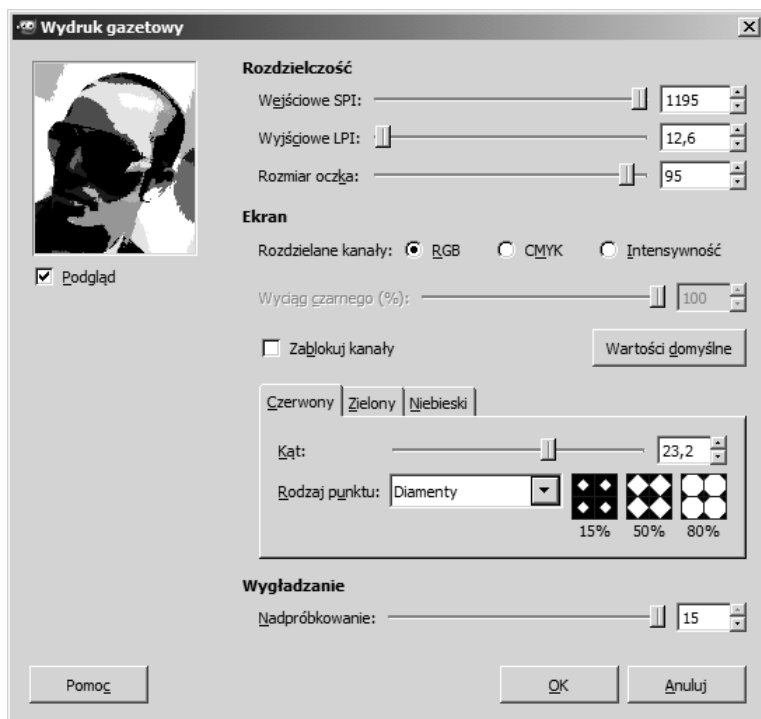 Wydruk gazetowy
Rozdzielczość
Wejściowe SPI: 1195
Wyjściowe LPI: 12,6
Rozmiar oczka: 95
Ekran
Rozdzielane kanały: RGB CMYK Intensywność
Podgląd
Wyciąg czarnego (%): 100
Zablokuj kanały Wartości domyślne
Czerwony Zielony Niebieski
Kąt: 23,2
Rodzaj punktu: Diamenty
15% 50% 80%
Wygładzanie
Nadpróbkowanie: 15
Pomoc OK Anuluj